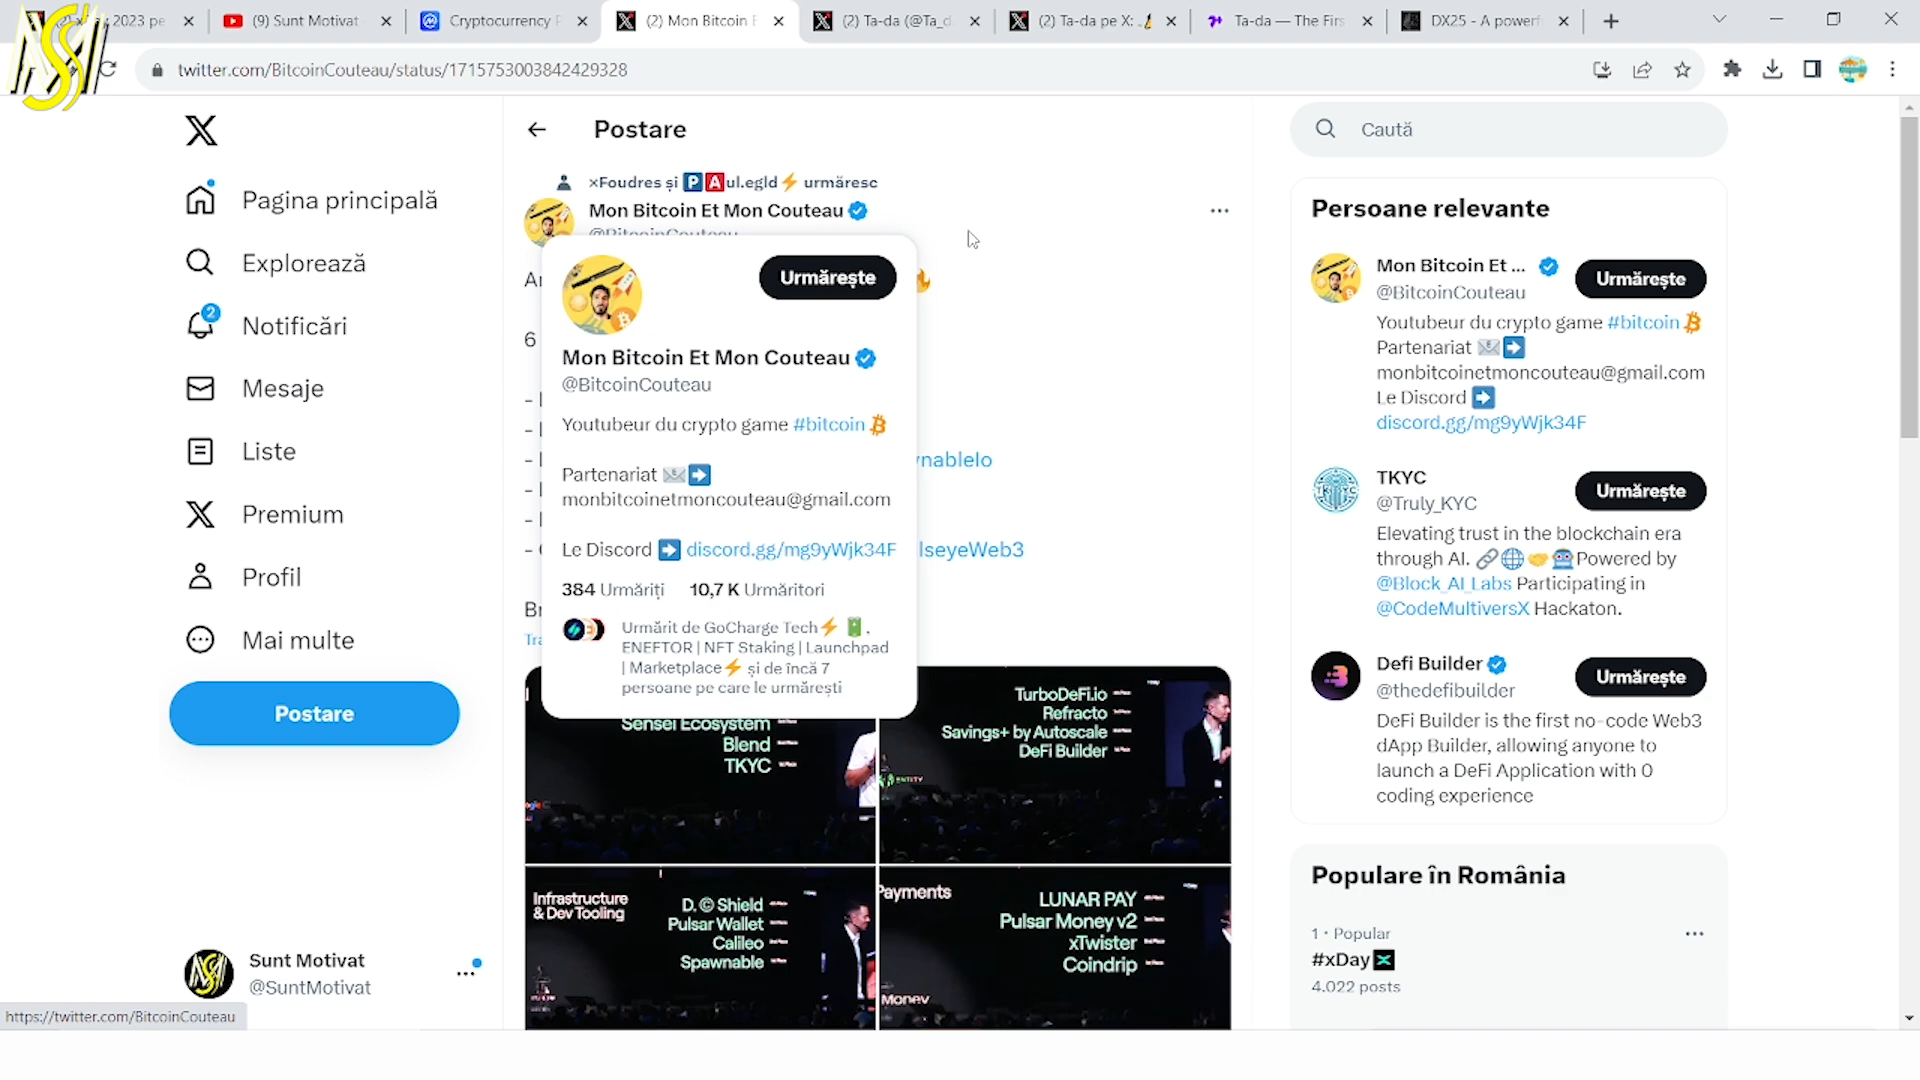 2023 pe
(9) Sunt Motivat
Cryptocurrency P
(2) Mon Bitcoin E
(2) Ta-da (@Ta_d
(2) Ta-da pe X:
Ta-da — The Firs
DX25 - A powerf
twitter.com/BitcoinCouteau/status/1715753003842429328
Pagina principală
Explorează
2
Notificări
Mesaje
Liste
Premium
Profil
Mai multe
Postare
Sunt Motivat
@SuntMotivat
https://twitter.com/BitcoinCouteau
Postare
×Foudres și 🅿🅰ul.egld⚡ urmăresc
Mon Bitcoin Et Mon Couteau
@BitcoinCouteau
6
Urmărește
Mon Bitcoin Et Mon Couteau
@BitcoinCouteau
Youtubeur du crypto game #bitcoin
Partenariat 📨➡
monbitcoinetmoncouteau@gmail.com
Le Discord ➡ discord.gg/mg9yWjk34F
384 Urmăriți 10,7 K Urmăritori
Urmărit de GoCharge Tech⚡🔋,
ENEFTOR | NFT Staking | Launchpad
| Marketplace⚡ și de încă 7
persoane pe care le urmărești
wnableIo
lseyeWeb3
Sensei Ecosystem
Blend
TKYC
TurboDeFi.io
Refracto
Savings+ by Autoscale
DeFi Builder
Infrastructure
& Dev Tooling
D. © Shield
Pulsar Wallet
Calileo
Spawnable
Payments
LUNAR PAY
Pulsar Money v2
xTwister
Coindrip
Money
Caută
Persoane relevante
Mon Bitcoin Et ...
@BitcoinCouteau
Urmărește
Youtubeur du crypto game #bitcoin
Partenariat 📨➡
monbitcoinetmoncouteau@gmail.com
Le Discord ➡
discord.gg/mg9yWjk34F
TKYC
@Truly_KYC
Urmărește
Elevating trust in the blockchain era
through AI. 🔗🌐🤝🤖Powered by
@Block_AI_Labs Participating in
@CodeMultiversX Hackaton.
Defi Builder
@thedefibuilder
Urmărește
DeFi Builder is the first no-code Web3
dApp Builder, allowing anyone to
launch a DeFi Application with 0
coding experience
Populare în România
1 · Popular
#xDay
4.022 posts